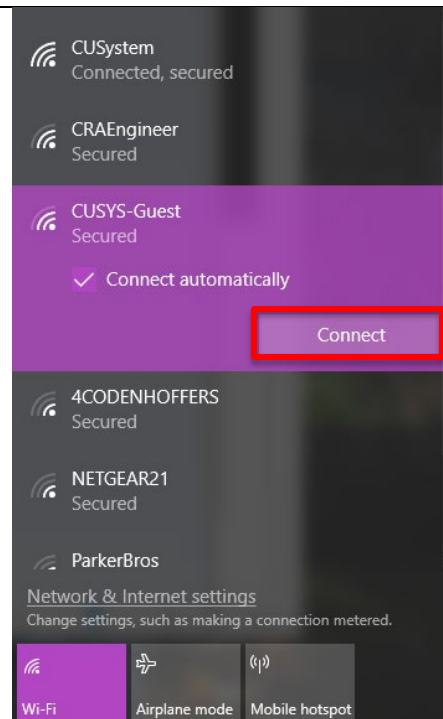 CUSystem
Connected, secured
CRAEngineer
Secured
CUSYS-Guest
Secured
Connect automatically
Connect
4CODENHOFFERS
Secured
NETGEAR21
Secured
ParkerBros
Network & Internet settings
Change settings, such as making a connection metered.
Wi-Fi
Airplane mode
Mobile hotspot